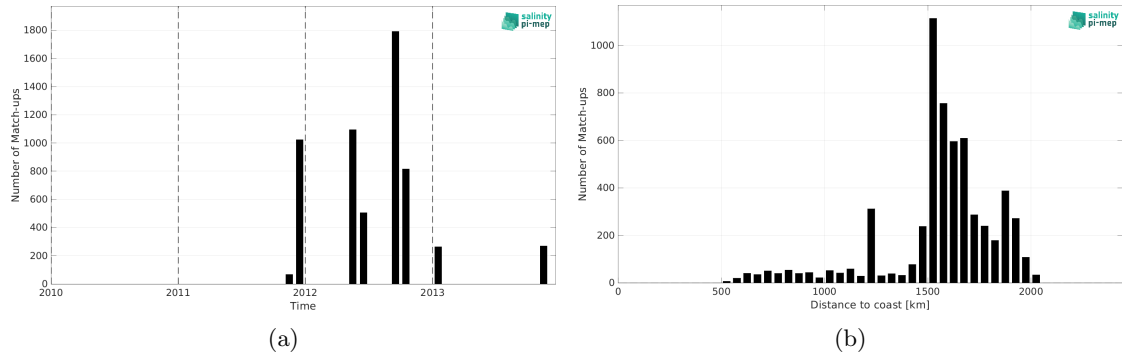 salinity
pi-mep
Number of Match-ups
1800
1600
1400
1200
1000
800
600
400
200
0
2010
2011
2012
2013
Time
(a)
salinity
pi-mep
Number of Match-ups
1000
800
600
400
200
0
0
500
1000
1500
2000
Distance to coast [km]
(b)